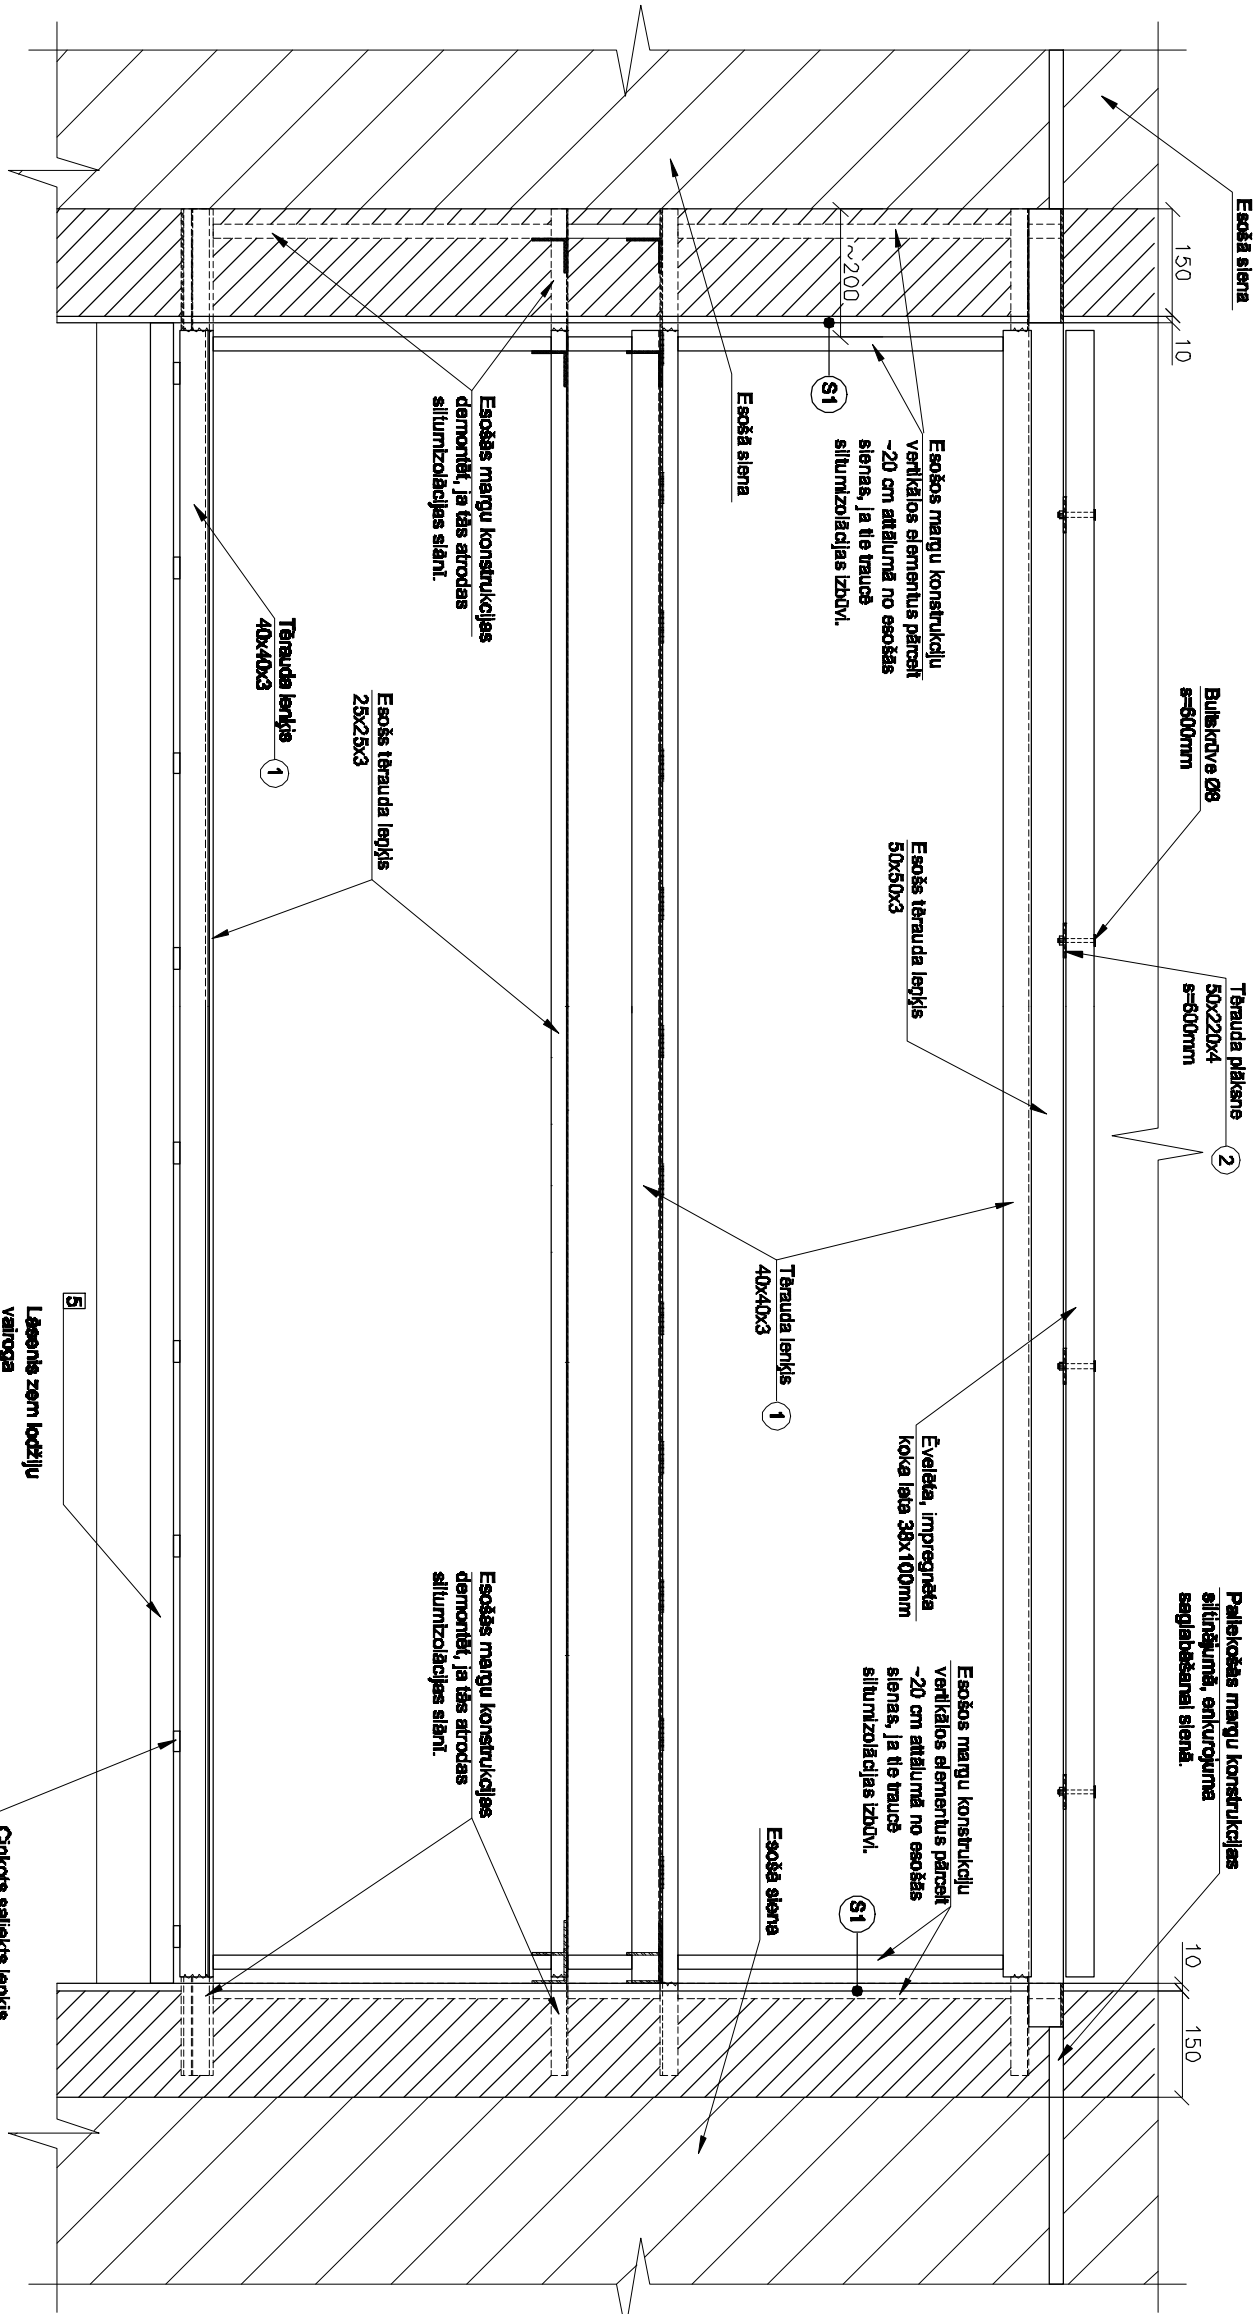 Esošā siena
150
10
Bultskrūve Ø8
s=600mm
Tērauda plāksne
50x220x4
s=600mm
2
Paliekošās margu konstrukcijas
siltinājumā, enkurojuma
saglabāšanai sienā.
10
150
~200
S1
Esošos margu konstrukciju
vertikālos elementus pārcelt
~20 cm attālumā no esošās
sienas, ja tie traucē
siltumizolācijas izbūvi.
Esošs tērauda leņķis
50x50x3
Ēvelēta, impregnēta
koka lata 38x100mm
Esošos margu konstrukciju
vertikālos elementus pārcelt
~20 cm attālumā no esošās
sienas, ja tie traucē
siltumizolācijas izbūvi.
S1
Esošā siena
Tērauda leņķis
40x40x3
1
Esošā siena
Esošās margu konstrukcijas
demontēt, ja tās atrodas
siltumizolācijas slānī.
Esošs tērauda leņķis
25x25x3
Esošās margu konstrukcijas
demontēt, ja tās atrodas
siltumizolācijas slānī.
Tērauda leņķis
40x40x3
1
5
Lāsenis zem lodžiju
vairoga